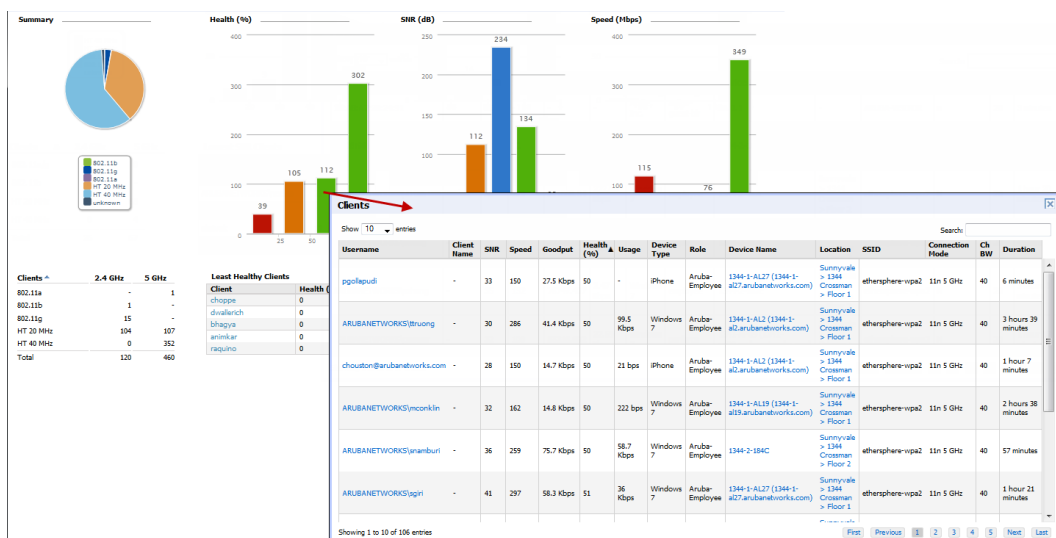 Summary
Health (%)
SNR (dB)
Speed (Mbps)
400
300
200
100
0
39
105
112
302
25
50
250
200
150
100
112
234
134
400
300
200
100
115
76
349
802.11b
802.11g
802.11a
HT 20 MHz
HT 40 MHz
unknown
Clients 2.4 GHz 5 GHz
802.11a - 1
802.11b 1 -
802.11g 15 -
HT 20 MHz 104 107
HT 40 MHz 0 352
Total 120 460
Least Healthy Clients
Client Health (
choppe 0
dwallerich 0
bhagya 0
animkar 0
raquino 0
Clients
Show 10 entries
Search:
Username Client Name SNR Speed Goodput Health (%) Usage Device Type Role Device Name Location SSID Connection Mode Ch BW Duration
pgollapudi - 33 150 27.5 Kbps 50 - iPhone Aruba-Employee 1344-1-AL27 (1344-1-al27.arubanetworks.com) Sunnyvale > 1344 Crossman > Floor 1 ethersphere-wpa2 11n 5 GHz 40 6 minutes
ARUBANETWORKS\ttruong - 30 286 41.4 Kbps 50 99.5 Kbps Windows 7 Aruba-Employee 1344-1-AL2 (1344-1-al2.arubanetworks.com) Sunnyvale > 1344 Crossman > Floor 1 ethersphere-wpa2 11n 5 GHz 40 3 hours 39 minutes
chouston@arubanetworks.com - 28 150 14.7 Kbps 50 21 bps iPhone Aruba-Employee 1344-1-AL2 (1344-1-al2.arubanetworks.com) Sunnyvale > 1344 Crossman > Floor 1 ethersphere-wpa2 11n 5 GHz 40 1 hour 7 minutes
ARUBANETWORKS\mconklin - 32 162 14.8 Kbps 50 222 bps Windows 7 Aruba-Employee 1344-1-AL19 (1344-1-al19.arubanetworks.com) Sunnyvale > 1344 Crossman > Floor 1 ethersphere-wpa2 11n 5 GHz 40 2 hours 38 minutes
ARUBANETWORKS\snamburi - 36 259 75.7 Kbps 50 58.7 Kbps Windows 7 Aruba-Employee 1344-2-184C Sunnyvale > 1344 Crossman > Floor 2 ethersphere-wpa2 11n 5 GHz 40 57 minutes
ARUBANETWORKS\sgiri - 41 297 58.3 Kbps 51 36 Kbps Windows 7 Aruba-Employee 1344-1-AL27 (1344-1-al27.arubanetworks.com) Sunnyvale > 1344 Crossman > Floor 1 ethersphere-wpa2 11n 5 GHz 40 1 hour 21 minutes
Showing 1 to 10 of 106 entries
First Previous 1 2 3 4 5 Next Last